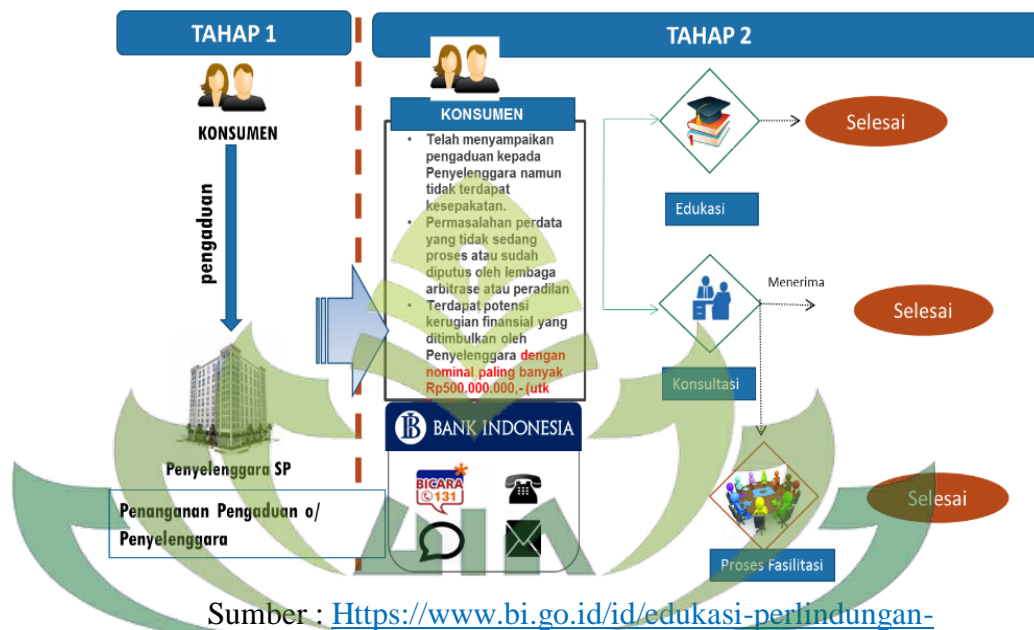 TAHAP 1
KONSUMEN
pengaduan
Penyelenggara SP
Penanganan Pengaduan o/
Penyelenggara
TAHAP 2
KONSUMEN
• Telah menyampaikan
pengaduan kepada
Penyelenggara namun
tidak terdapat
kesepakatan.
• Permasalahan perdata
yang tidak sedang
proses atau sudah
diputus oleh lembaga
arbitrase atau peradilan
• Terdapat potensi
kerugian finansial yang
ditimbulkan oleh
Penyelenggara dengan
nominal paling banyak
Rp500.000.000,- (utk
BANK INDONESIA
BICARA
131
Edukasi
Selesai
Konsultasi
Menerima
Selesai
Proses Fasilitasi
Selesai
Sumber : Https://www.bi.go.id/id/edukasi-perlindungan-